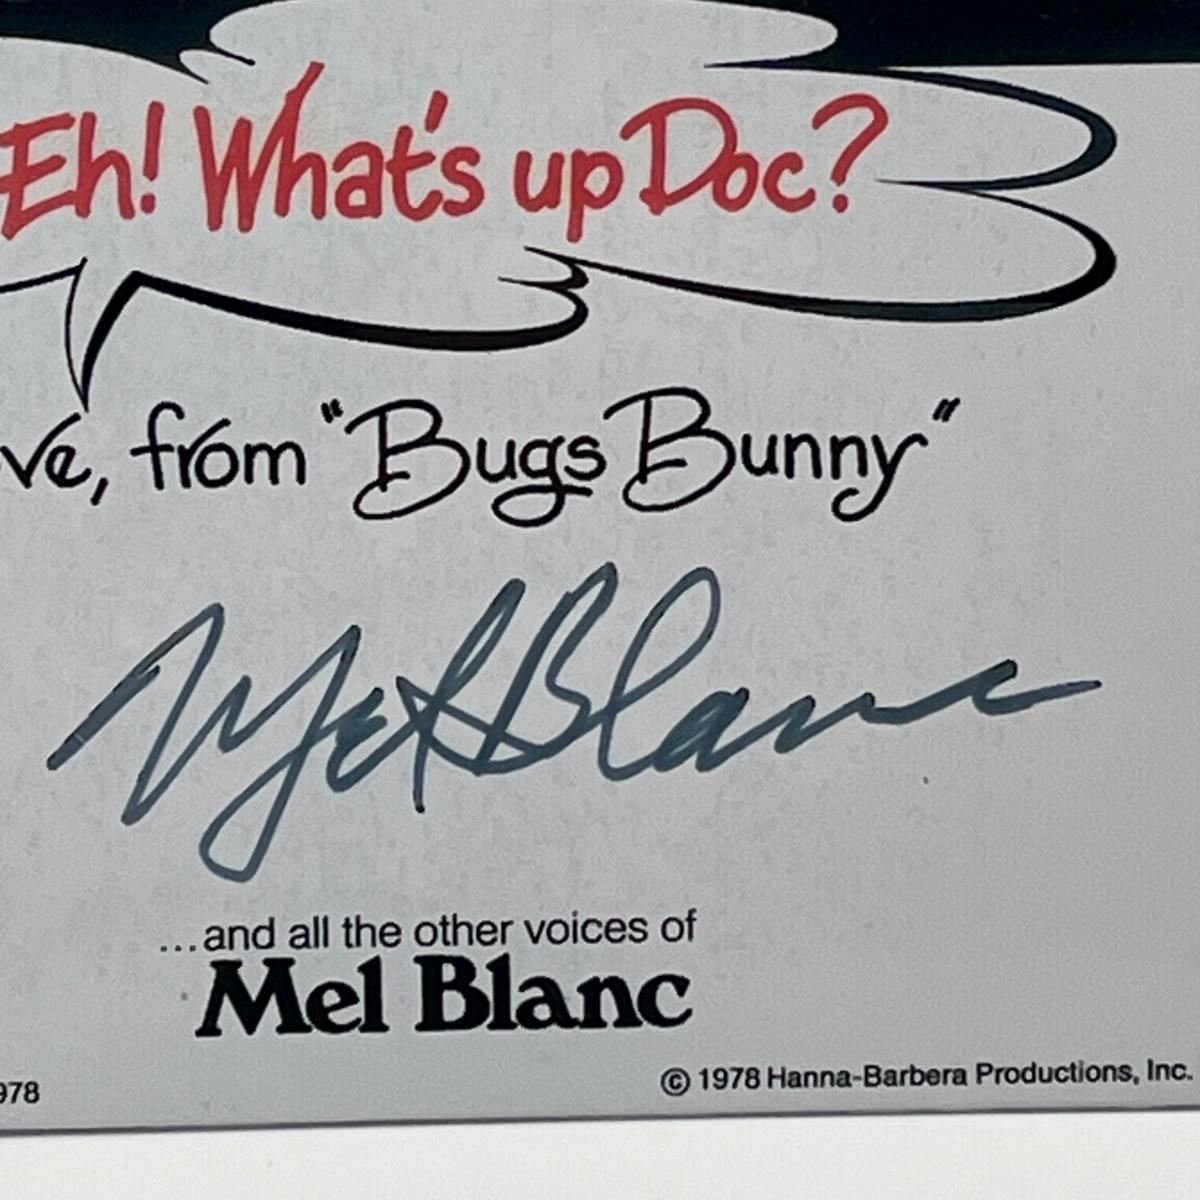 Eh! What's up Doc?
ve, from "Bugs Bunny"
Mel Blanc
...and all the other voices of
Mel Blanc
978
© 1978 Hanna-Barbera Productions, Inc.